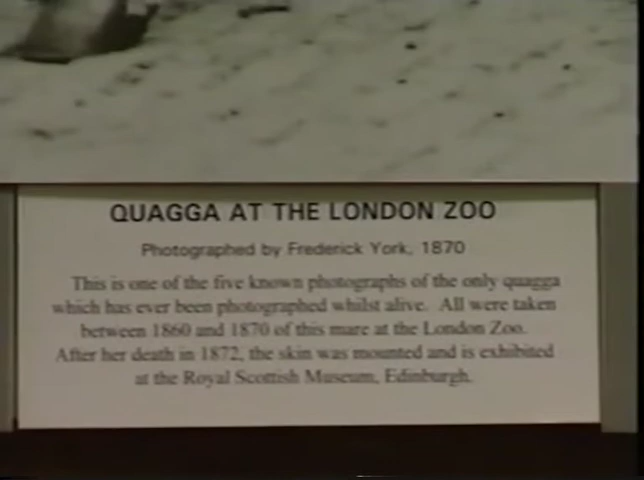 QUAGGA AT THE LONDON ZOO
Photographed by Frederick York, 1870
This is one of the five known photographs of the only quagga
which has ever been photographed whilst alive. All were taken
between 1860 and 1870 of this mare at the London Zoo.
After her death in 1872, the skin was mounted and is exhibited
at the Royal Scottish Museum, Edinburgh.